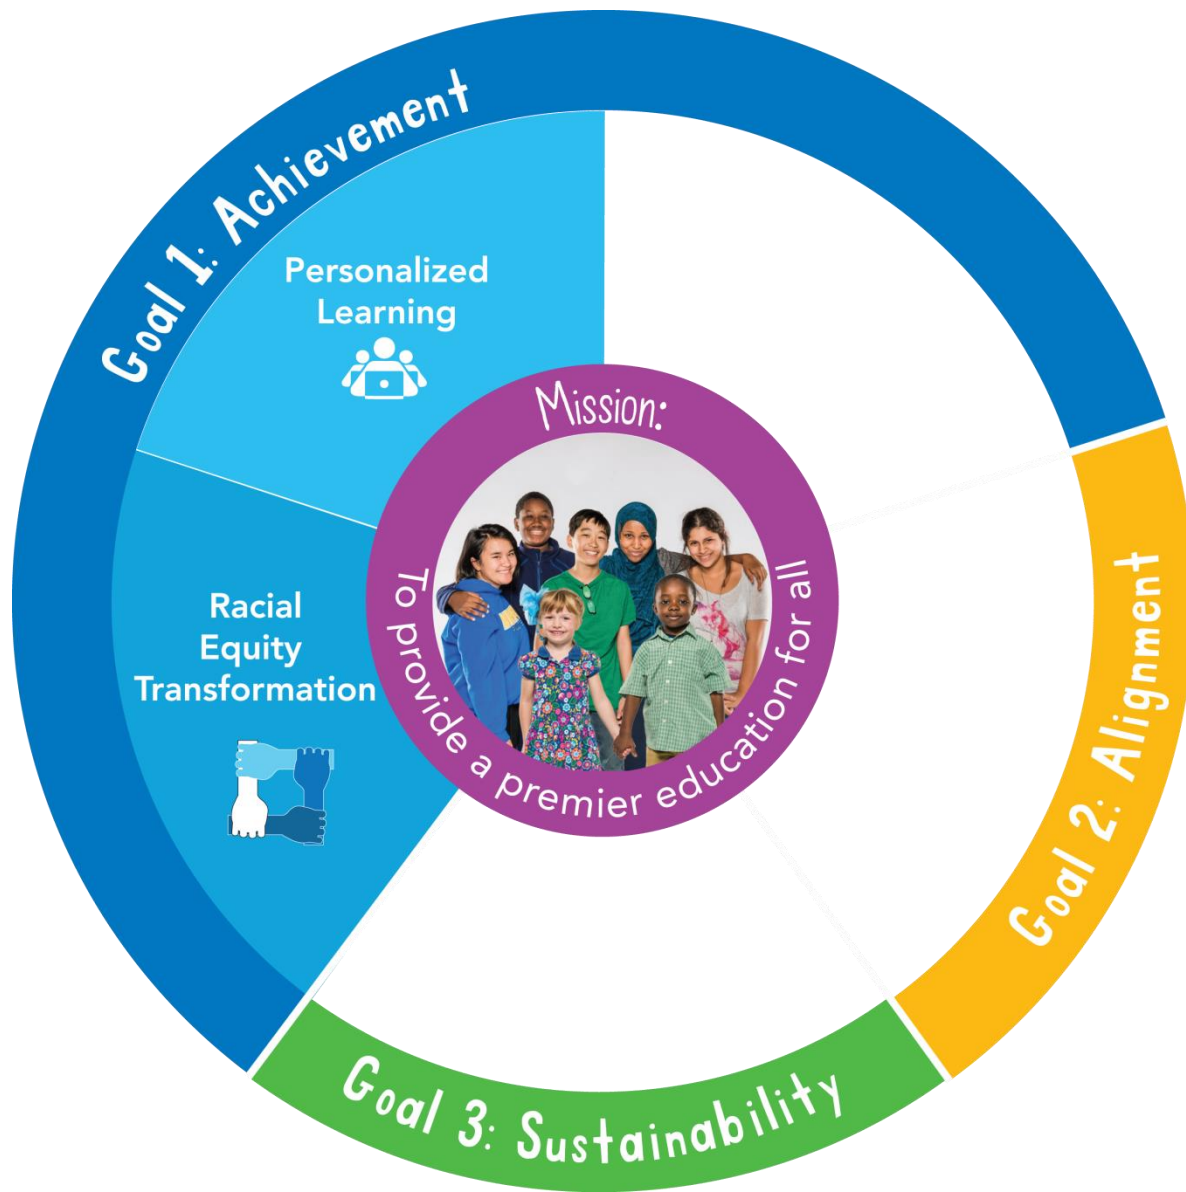 Goal 1: Achievement
Personalized
Learning
Racial
Equity
Transformation
Mission:
To provide a premier education for all
Goal 2: Alignment
Goal 3: Sustainability